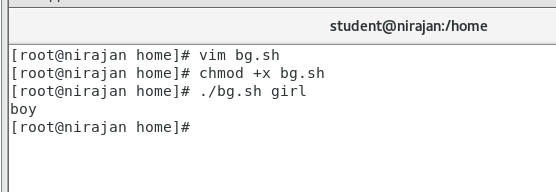 student@nirajan:/home
[root@nirajan home]# vim bg.sh
[root@nirajan home]# chmod +x bg.sh
[root@nirajan home]# ./bg.sh girl
boy
[root@nirajan home]#